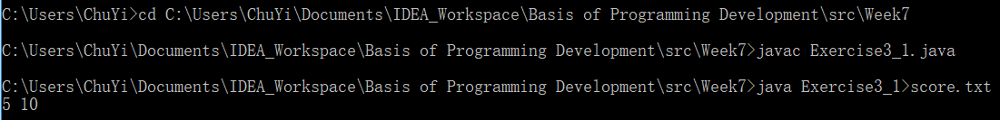 C:\Users\ChuYi>cd C:\Users\ChuYi\Documents\IDEA_Workspace\Basis of Programming Development\src\Week7
C:\Users\ChuYi\Documents\IDEA_Workspace\Basis of Programming Development\src\Week7>javac Exercise3_1.java
C:\Users\ChuYi\Documents\IDEA_Workspace\Basis of Programming Development\src\Week7>java Exercise3_1>score.txt
5 10